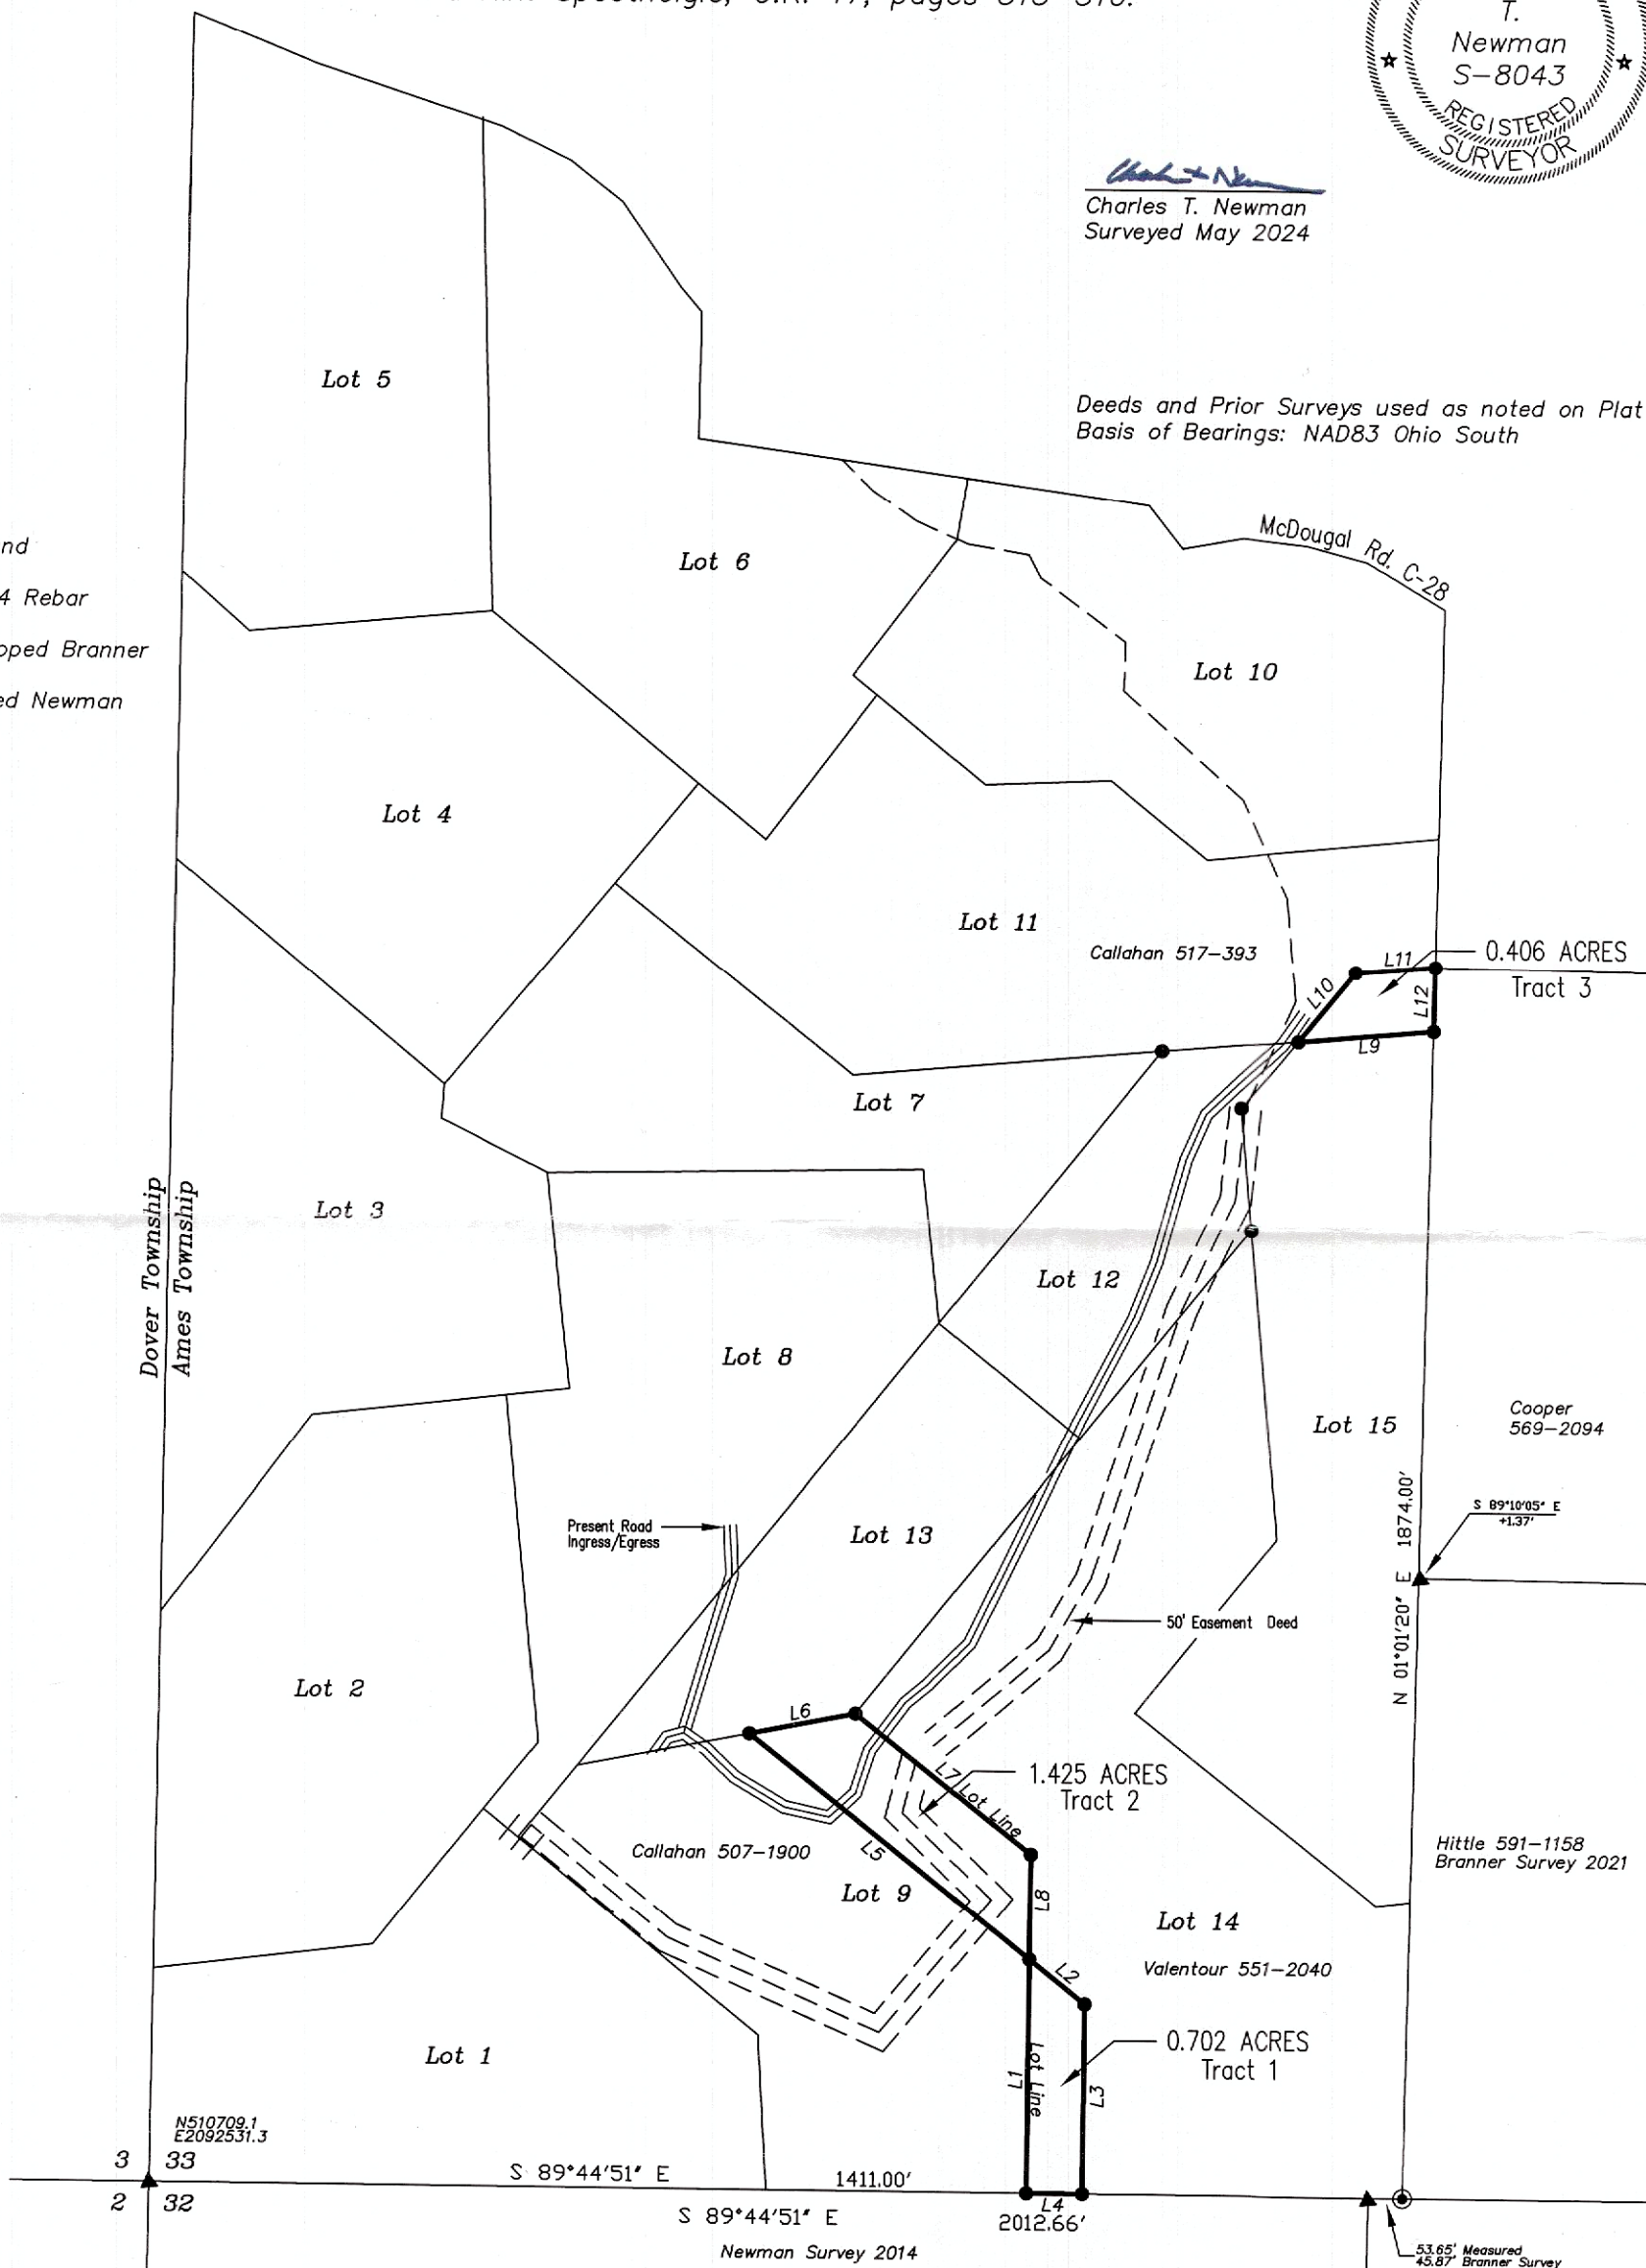 pages
T.
Newman
S-8043
REGISTERED
SURVEYOR
Charles T. Newman
Surveyed May 2024
Lot 5
Deeds and Prior Surveys used as noted on Plat
Basis of Bearings: NAD83 Ohio South
McDougal Rd. C-28
nd
Lot 6
4 Rebar
pped Branner
Lot 10
ed Newman
Lot 4
Lot 11
Callahan 517-393
L11
0.406 ACRES
Tract 3
L10
L12
L9
Lot 7
Dover Township
Ames Township
Lot 3
Lot 12
Lot 8
Cooper
569-2094
Lot 15
N 01°01'20" E 1874.00'
S 89°10'05" E
+1.37'
Present Road
Ingress/Egress
Lot 13
50' Easement Deed
Lot 2
L6
L7 Lot Line
1.425 ACRES
Tract 2
Callahan 507-1900
L5
Hittle 591-1158
Branner Survey 2021
Lot 9
L8
Lot 14
L2
Valentour 551-2040
Lot 1
L1
Lot Line
L3
0.702 ACRES
Tract 1
N510709.1
E2092531.3
3 33
2 32
S 89°44'51" E 1411.00'
L4
S 89°44'51" E 2012.66'
Newman Survey 2014
53.65' Measured
45.87' Branner Survey